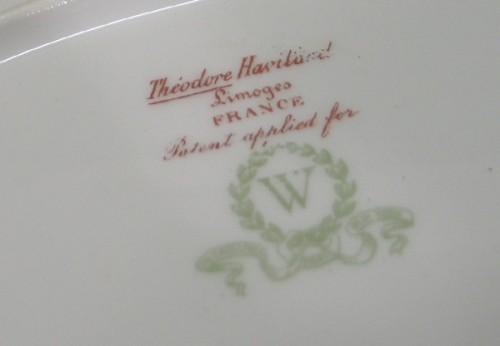 Théodore Haviland
Limoges
FRANCE
Patent applied for
W